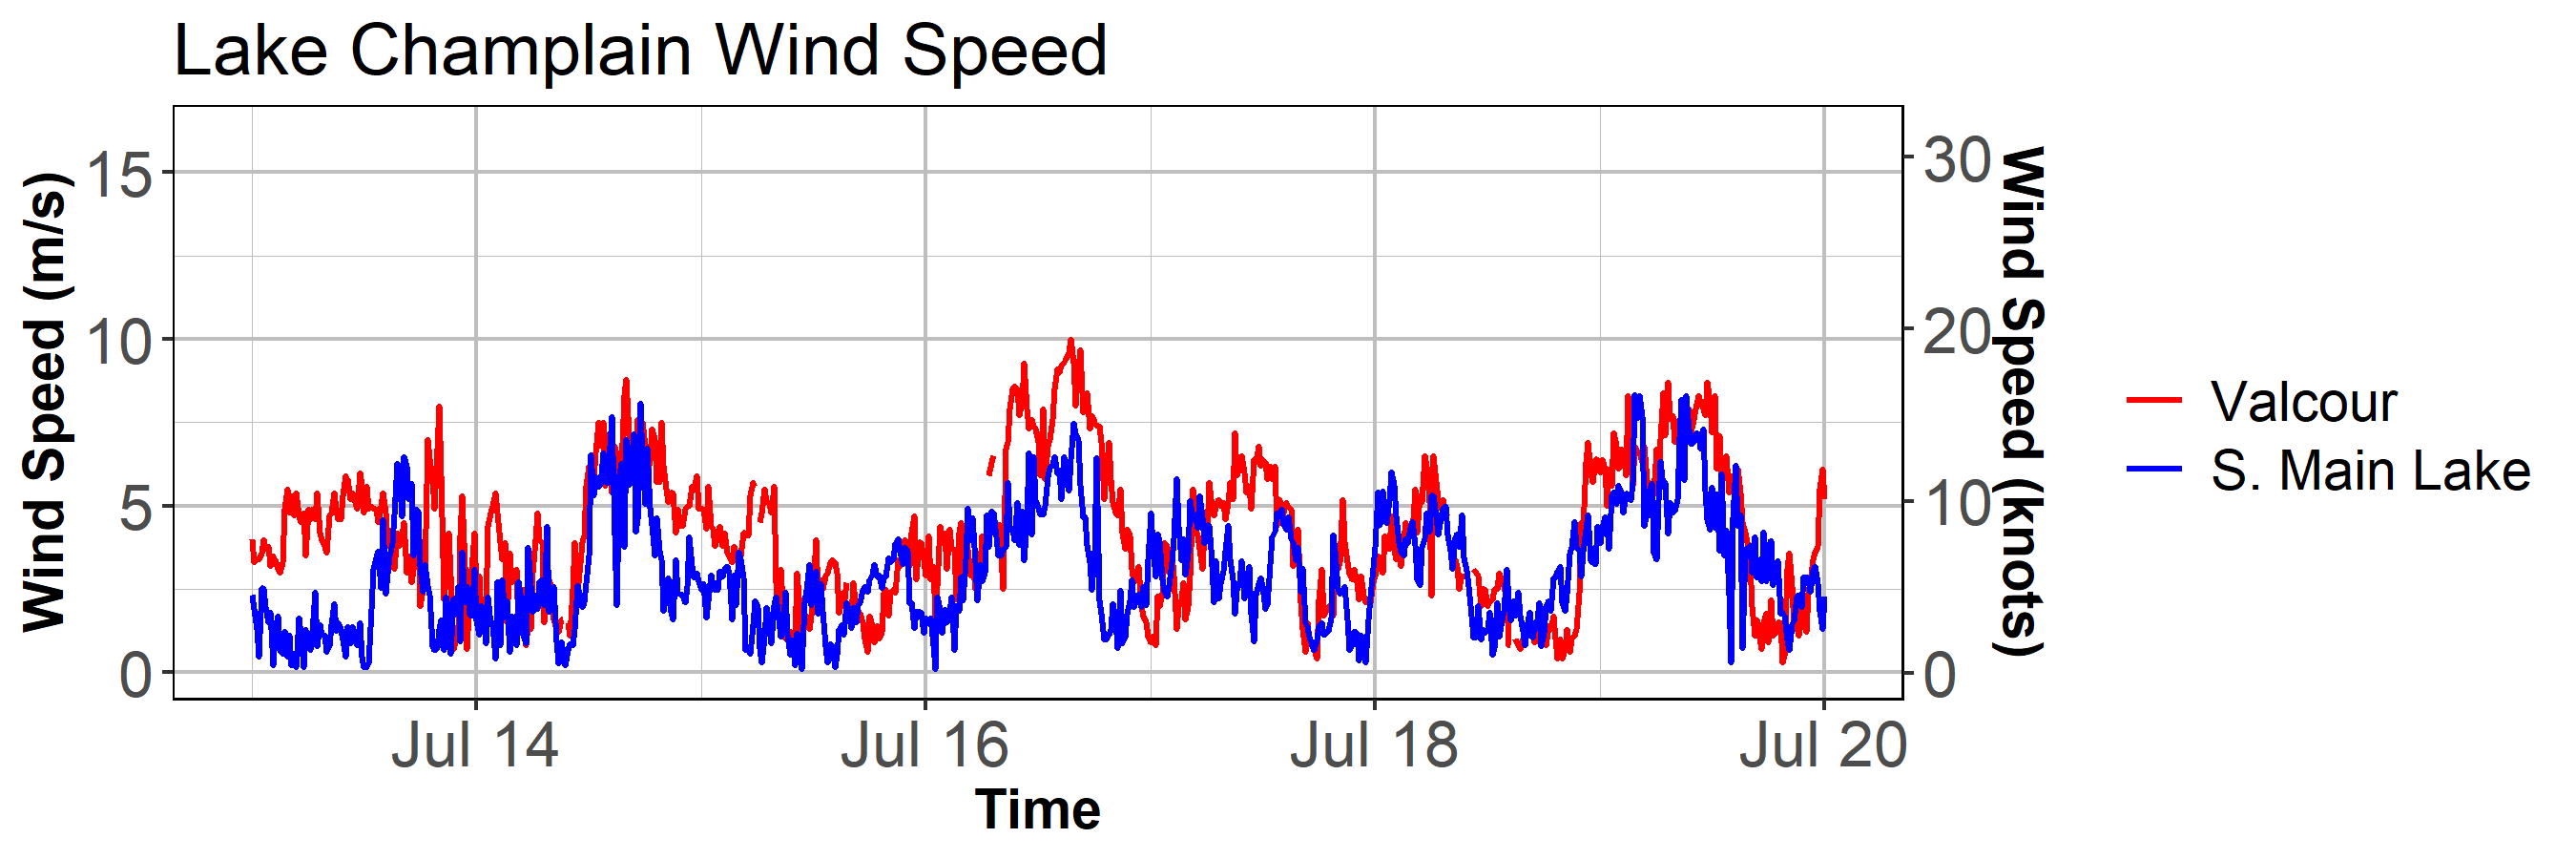 Lake Champlain Wind Speed
Wind Speed (m/s)
15
10
5
0
30
20
10
0
Wind Speed (knots)
Jul 14
Jul 16
Jul 18
Jul 20
Time
Valcour
S. Main Lake